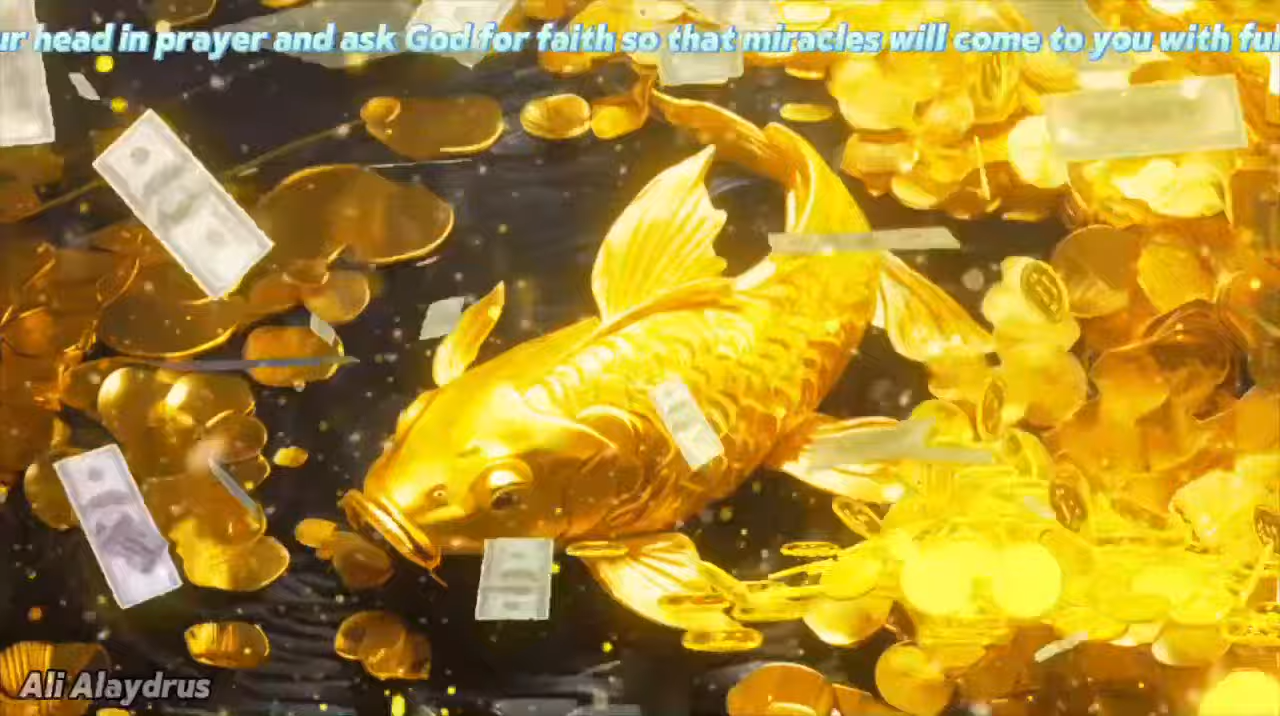 head in prayer and ask God for faith so that miracles will come to you with
Ali Alaydrus